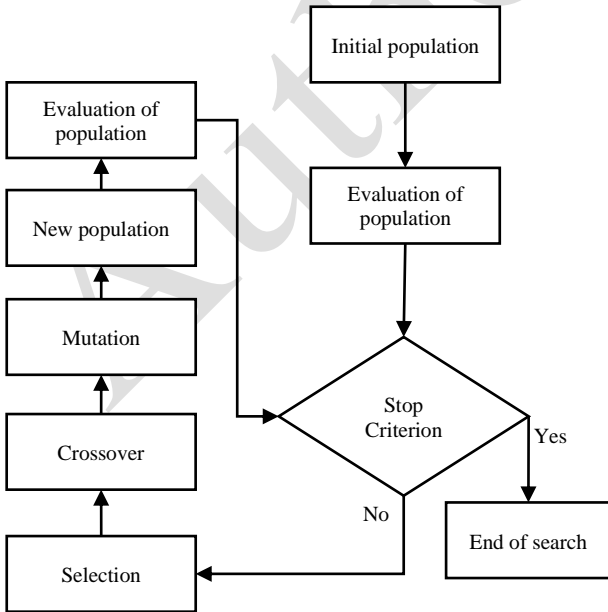 Initial population
Evaluation of
population
Evaluation of
population
New population
Mutation
Stop
Criterion
Crossover
Yes
No
Selection
End of search